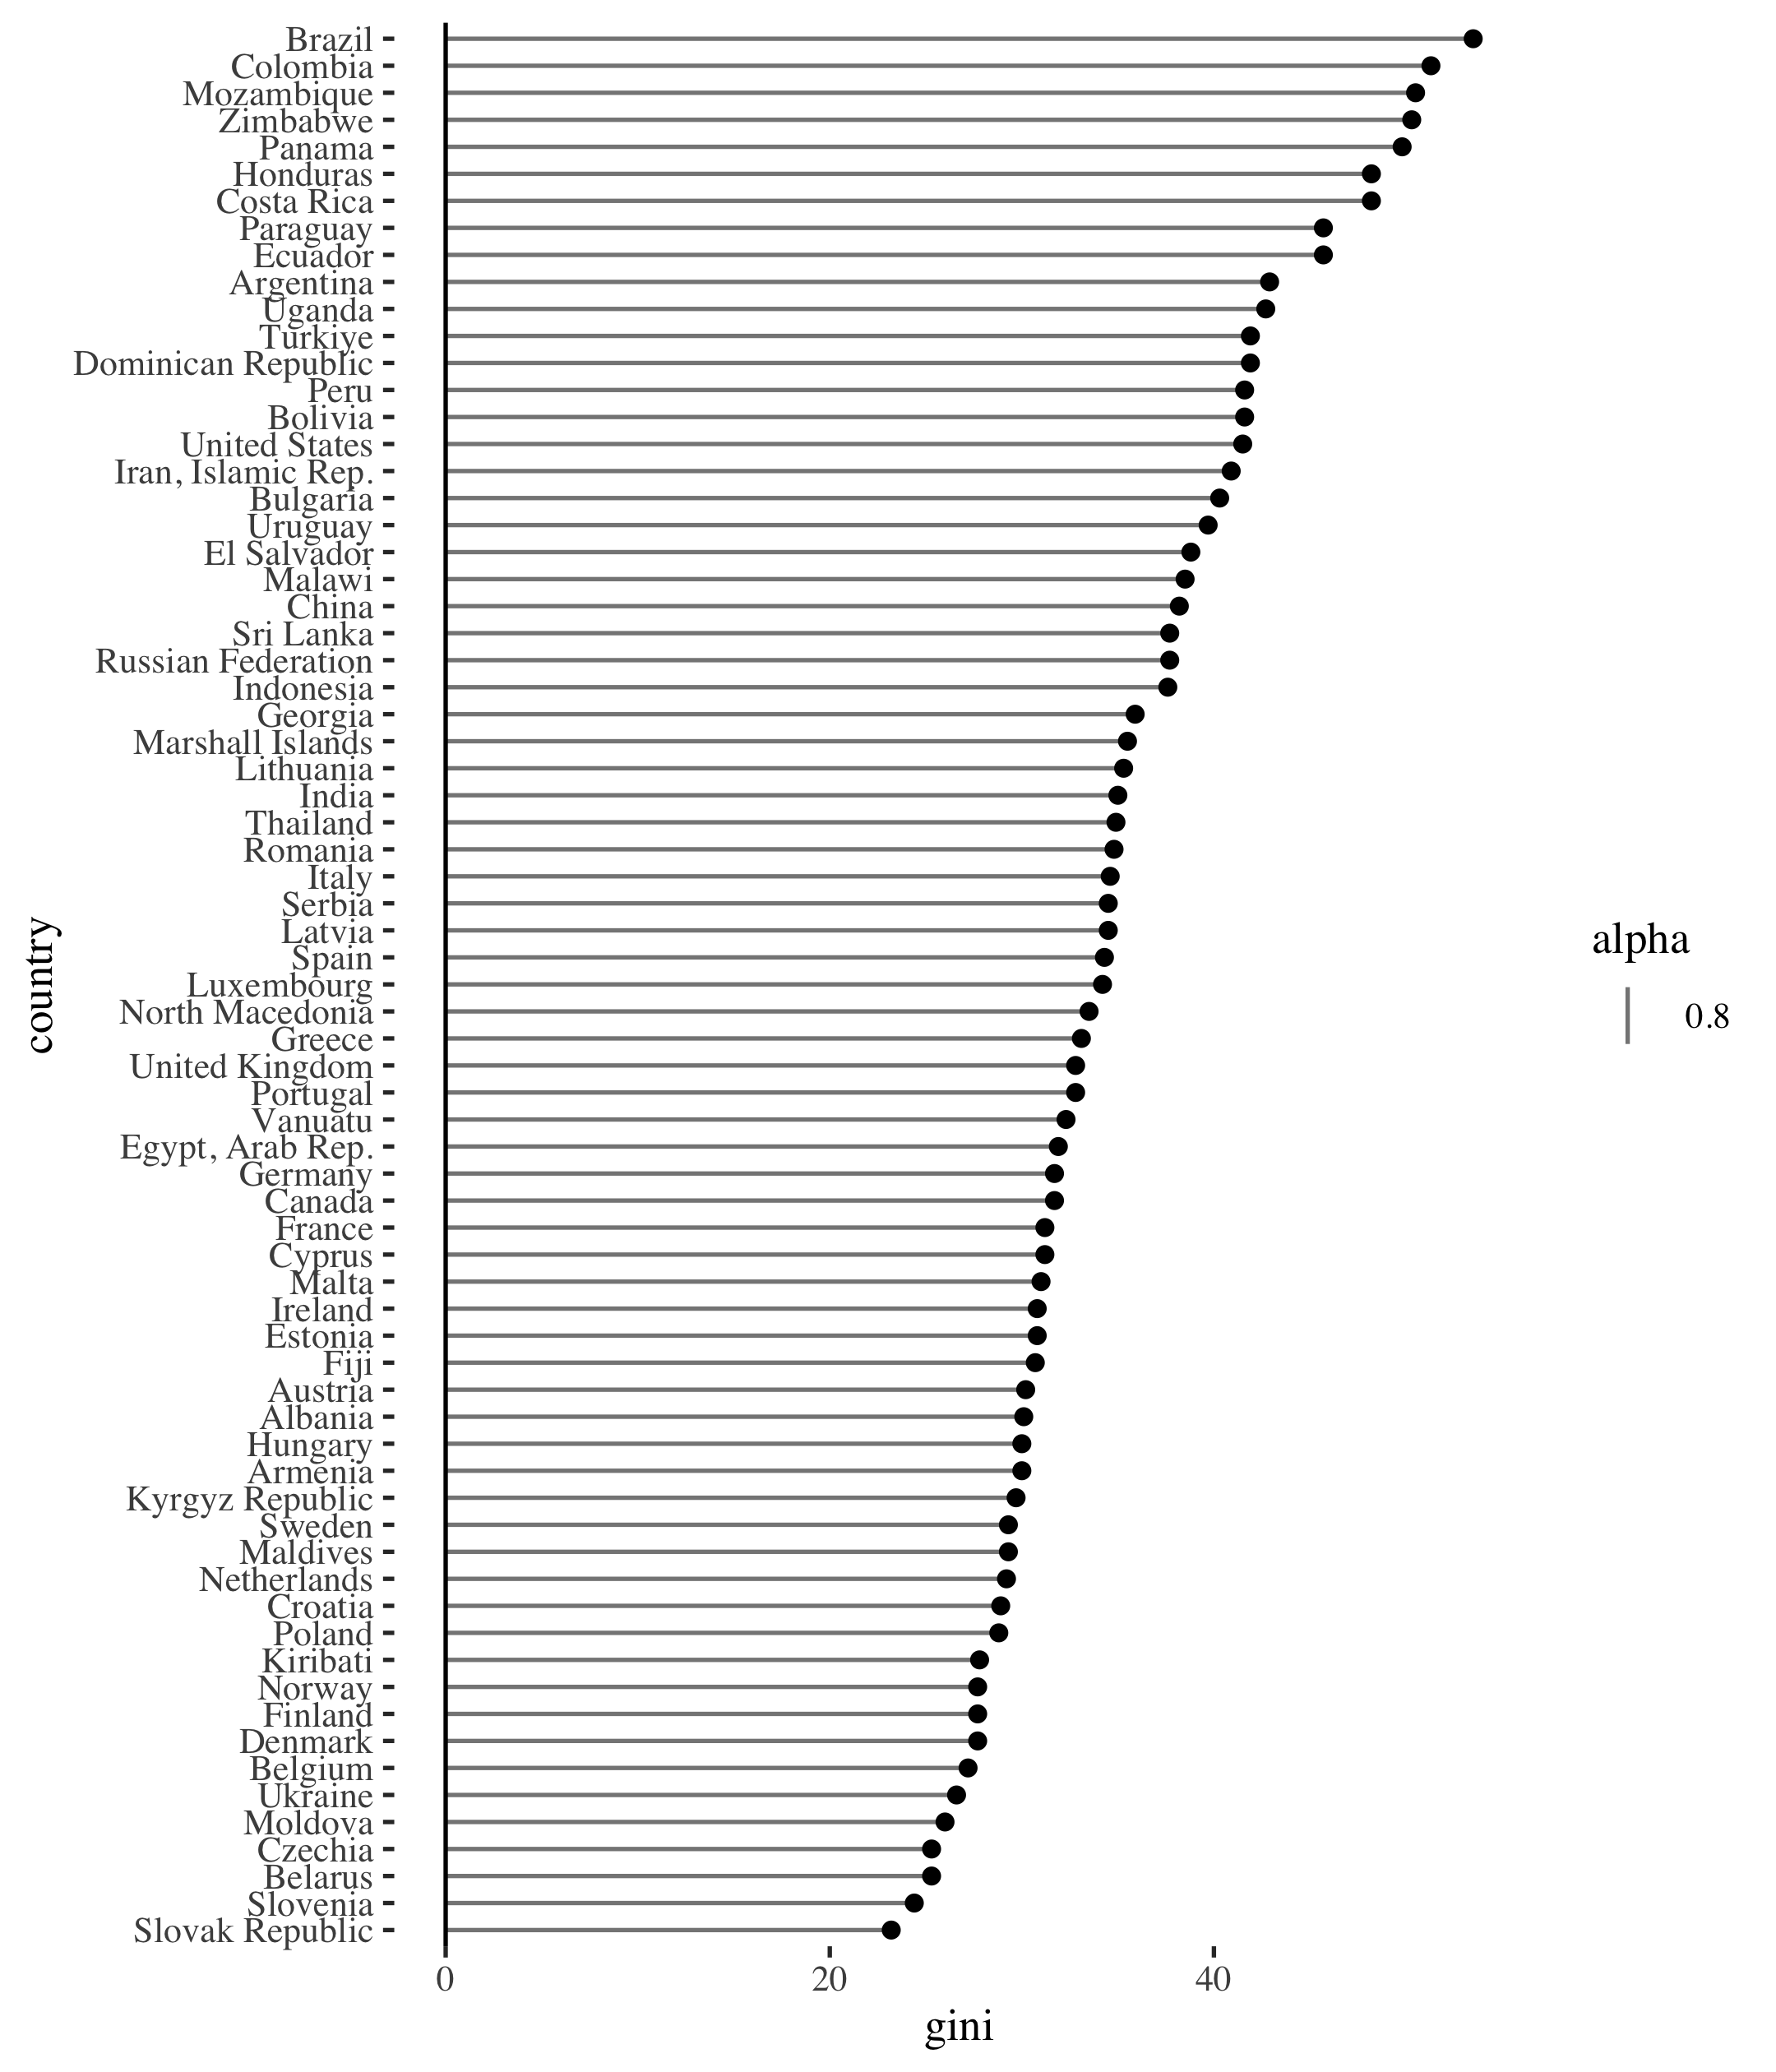 Brazil
Colombia
Mozambique
Zimbabwe
Panama
Honduras
Costa Rica
Paraguay
Ecuador
Argentina
Uganda
Turkiye
Dominican Republic
Peru
Bolivia
United States
Iran, Islamic Rep.
Bulgaria
Uruguay
El Salvador
Malawi
China
Sri Lanka
Russian Federation
Indonesia
Georgia
Marshall Islands
Lithuania
India
Thailand
Romania
Italy
Serbia
Latvia
Spain
Luxembourg
North Macedonia
Greece
United Kingdom
Portugal
Vanuatu
Egypt, Arab Rep.
Germany
Canada
France
Cyprus
Malta
Ireland
Estonia
Fiji
Austria
Albania
Hungary
Armenia
Kyrgyz Republic
Sweden
Maldives
Netherlands
Croatia
Poland
Kiribati
Norway
Finland
Denmark
Belgium
Ukraine
Moldova
Czechia
Belarus
Slovenia
Slovak Republic
country
0 20 40
gini
alpha
0.8